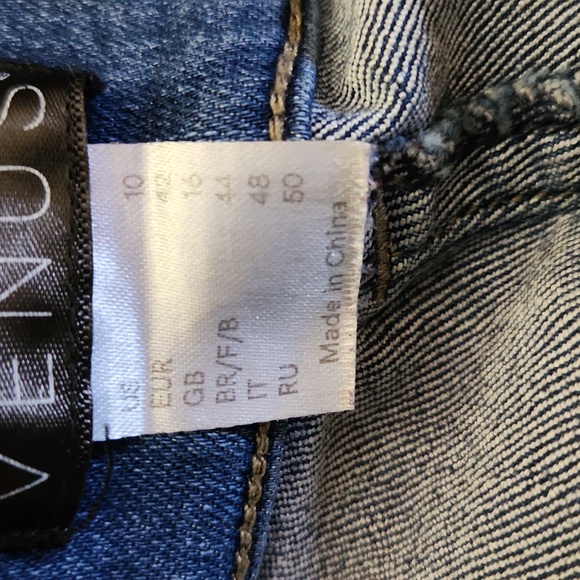 VENUS
US 10
EUR 42
GB 16
BR/F/B 44
IT 48
RU 50
Made in China